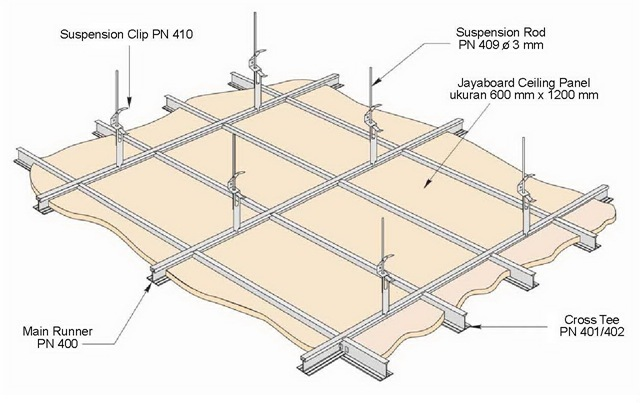 Suspension Clip PN 410
Suspension Rod
PN 409 ø 3 mm
Jayaboard Ceiling Panel
ukuran 600 mm x 1200 mm
Main Runner
PN 400
Cross Tee
PN 401/402